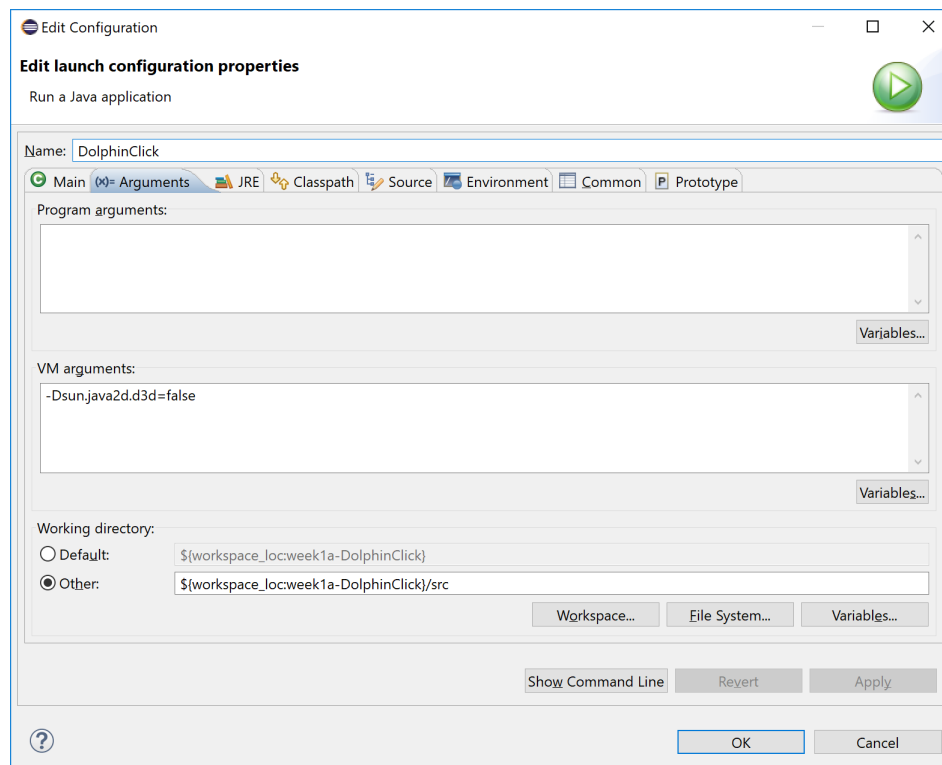 Edit Configuration
Edit launch configuration properties
Run a Java application
Name: DolphinClick
Main (x)= Arguments JRE Classpath Source Environment Common P Prototype
Program arguments:
Variables...
VM arguments:
-Dsun.java2d.d3d=false
Variables...
Working directory:
Default: ${workspace_loc:week1a-DolphinClick}
Other: ${workspace_loc:week1a-DolphinClick}/src
Workspace... File System... Variables...
Show Command Line Revert Apply
? OK Cancel